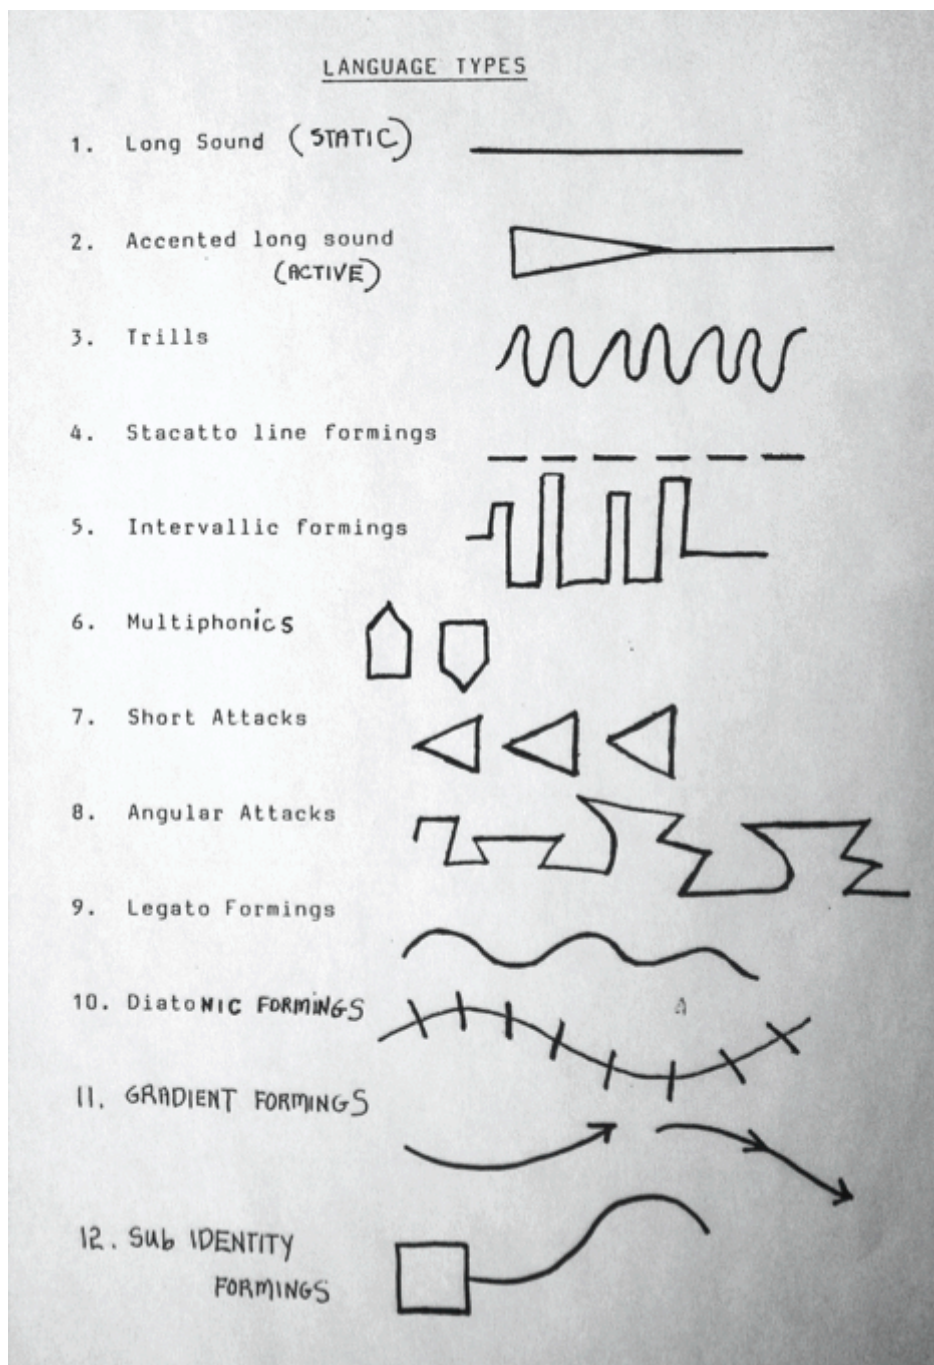 LANGUAGE TYPES
1. Long Sound (STATIC)
2. Accented long sound
(ACTIVE)
3. Trills
4. Stacatto line formings
5. Intervallic formings
6. Multiphonics
7. Short Attacks
8. Angular Attacks
9. Legato Formings
10. DiatoNIC FORMINGS
11. GRADIENT FORMINGS
12. SUb IDENTITY
FORMINGS